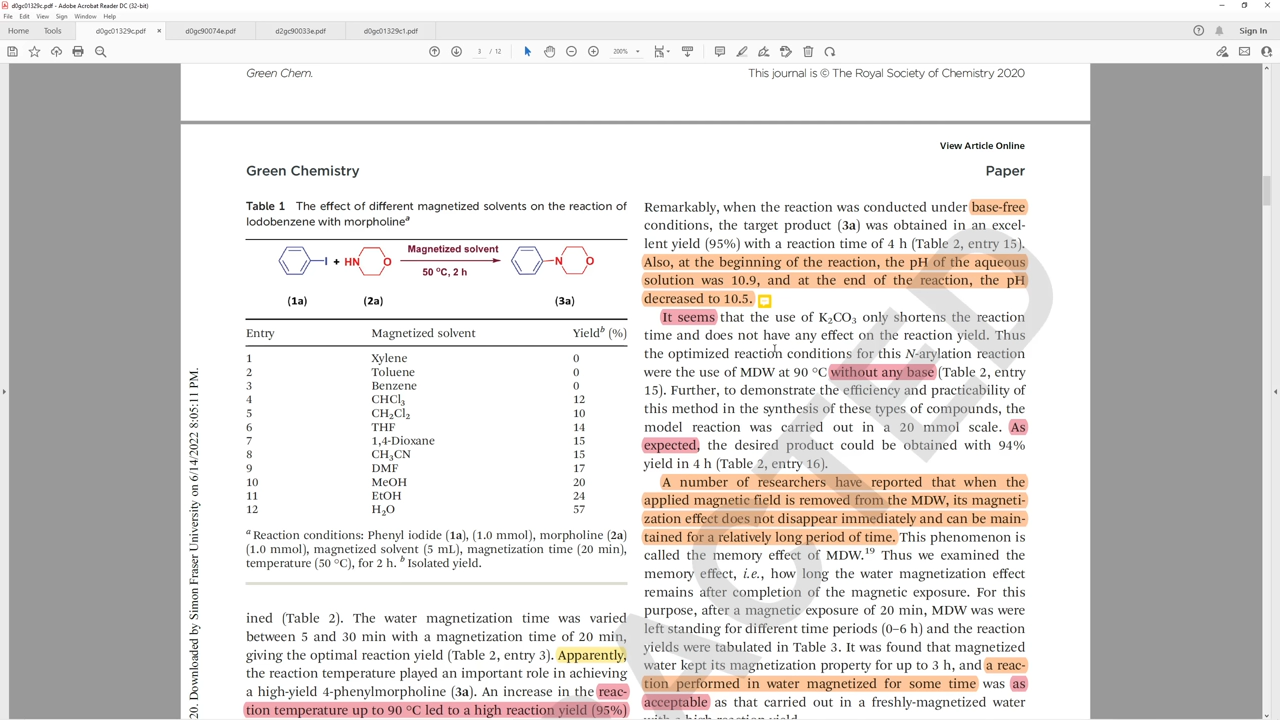 d0gc01329c.pdf - Adobe Acrobat Reader DC (32-bit)
File Edit View Sign Window Help
Home Tools d0gc01329c.pdf × d0gc90074e.pdf d2gc90033e.pdf d0gc01329c1.pdf Sign In
3 / 12 200%
Green Chem. This journal is © The Royal Society of Chemistry 2020
View Article Online
Green Chemistry Paper
Table 1 The effect of different magnetized solvents on the reaction of
Iodobenzene with morpholineᵃ
Magnetized solvent
I + HN O N O
50 °C, 2 h
(1a) (2a) (3a)
Entry Magnetized solvent Yieldᵇ (%)
1 Xylene 0
2 Toluene 0
3 Benzene 0
4 CHCl₃ 12
5 CH₂Cl₂ 10
6 THF 14
7 1,4-Dioxane 15
8 CH₃CN 15
9 DMF 17
10 MeOH 20
11 EtOH 24
12 H₂O 57
ᵃ Reaction conditions: Phenyl iodide (1a), (1.0 mmol), morpholine (2a)
(1.0 mmol), magnetized solvent (5 mL), magnetization time (20 min),
temperature (50 °C), for 2 h. ᵇ Isolated yield.
ined (Table 2). The water magnetization time was varied
between 5 and 30 min with a magnetization time of 20 min,
giving the optimal reaction yield (Table 2, entry 3). Apparently,
the reaction temperature played an important role in achieving
a high-yield 4-phenylmorpholine (3a). An increase in the reac-
tion temperature up to 90 °C led to a high reaction yield (95%)
Remarkably, when the reaction was conducted under base-free
conditions, the target product (3a) was obtained in an excel-
lent yield (95%) with a reaction time of 4 h (Table 2, entry 15).
Also, at the beginning of the reaction, the pH of the aqueous
solution was 10.9, and at the end of the reaction, the pH
decreased to 10.5.
It seems that the use of K₂CO₃ only shortens the reaction
time and does not have any effect on the reaction yield. Thus
the optimized reaction conditions for this N-arylation reaction
were the use of MDW at 90 °C without any base (Table 2, entry
15). Further, to demonstrate the efficiency and practicability of
this method in the synthesis of these types of compounds, the
model reaction was carried out in a 20 mmol scale. As
expected, the desired product could be obtained with 94%
yield in 4 h (Table 2, entry 16).
A number of researchers have reported that when the
applied magnetic field is removed from the MDW, its magneti-
zation effect does not disappear immediately and can be main-
tained for a relatively long period of time. This phenomenon is
called the memory effect of MDW.¹⁹ Thus we examined the
memory effect, i.e., how long the water magnetization effect
remains after completion of the magnetic exposure. For this
purpose, after a magnetic exposure of 20 min, MDW was were
left standing for different time periods (0–6 h) and the reaction
yields were tabulated in Table 3. It was found that magnetized
water kept its magnetization property for up to 3 h, and a reac-
tion performed in water magnetized for some time was as
acceptable as that carried out in a freshly-magnetized water
with a high reaction yield.
20. Downloaded by Simon Fraser University on 6/14/2022 8:05:11 PM.
ACTED